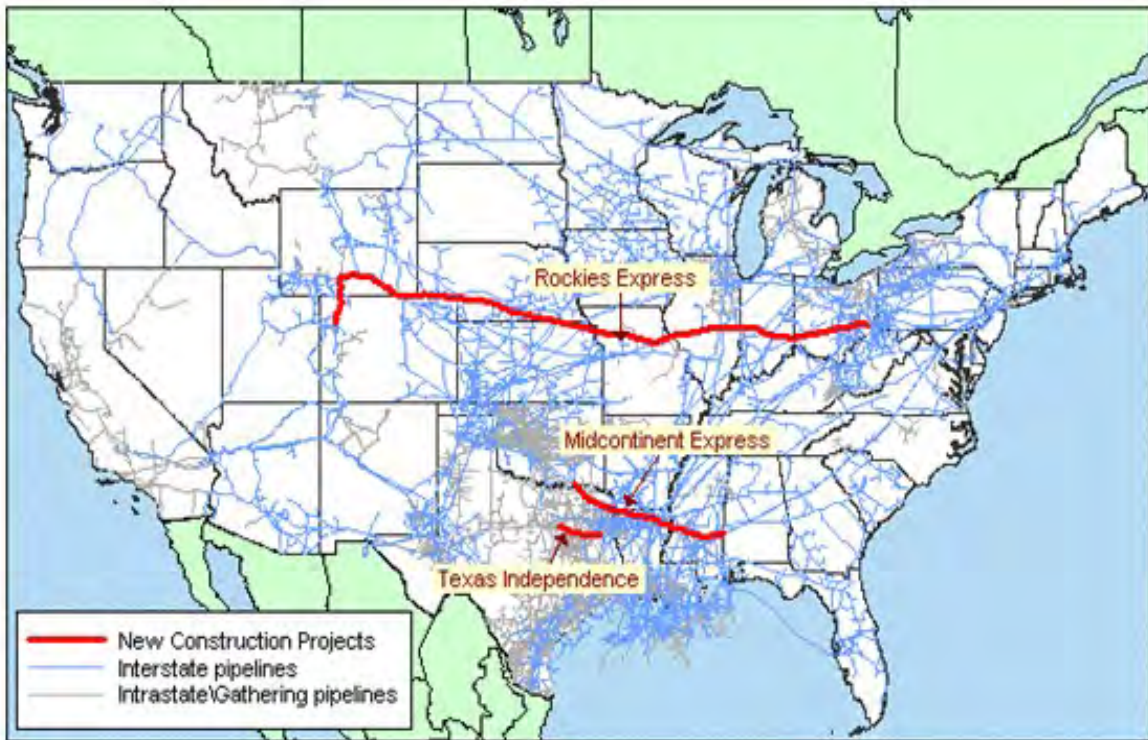 Rockies Express
Midcontinent Express
Texas Independence
New Construction Projects
Interstate pipelines
Intrastate\Gathering pipelines